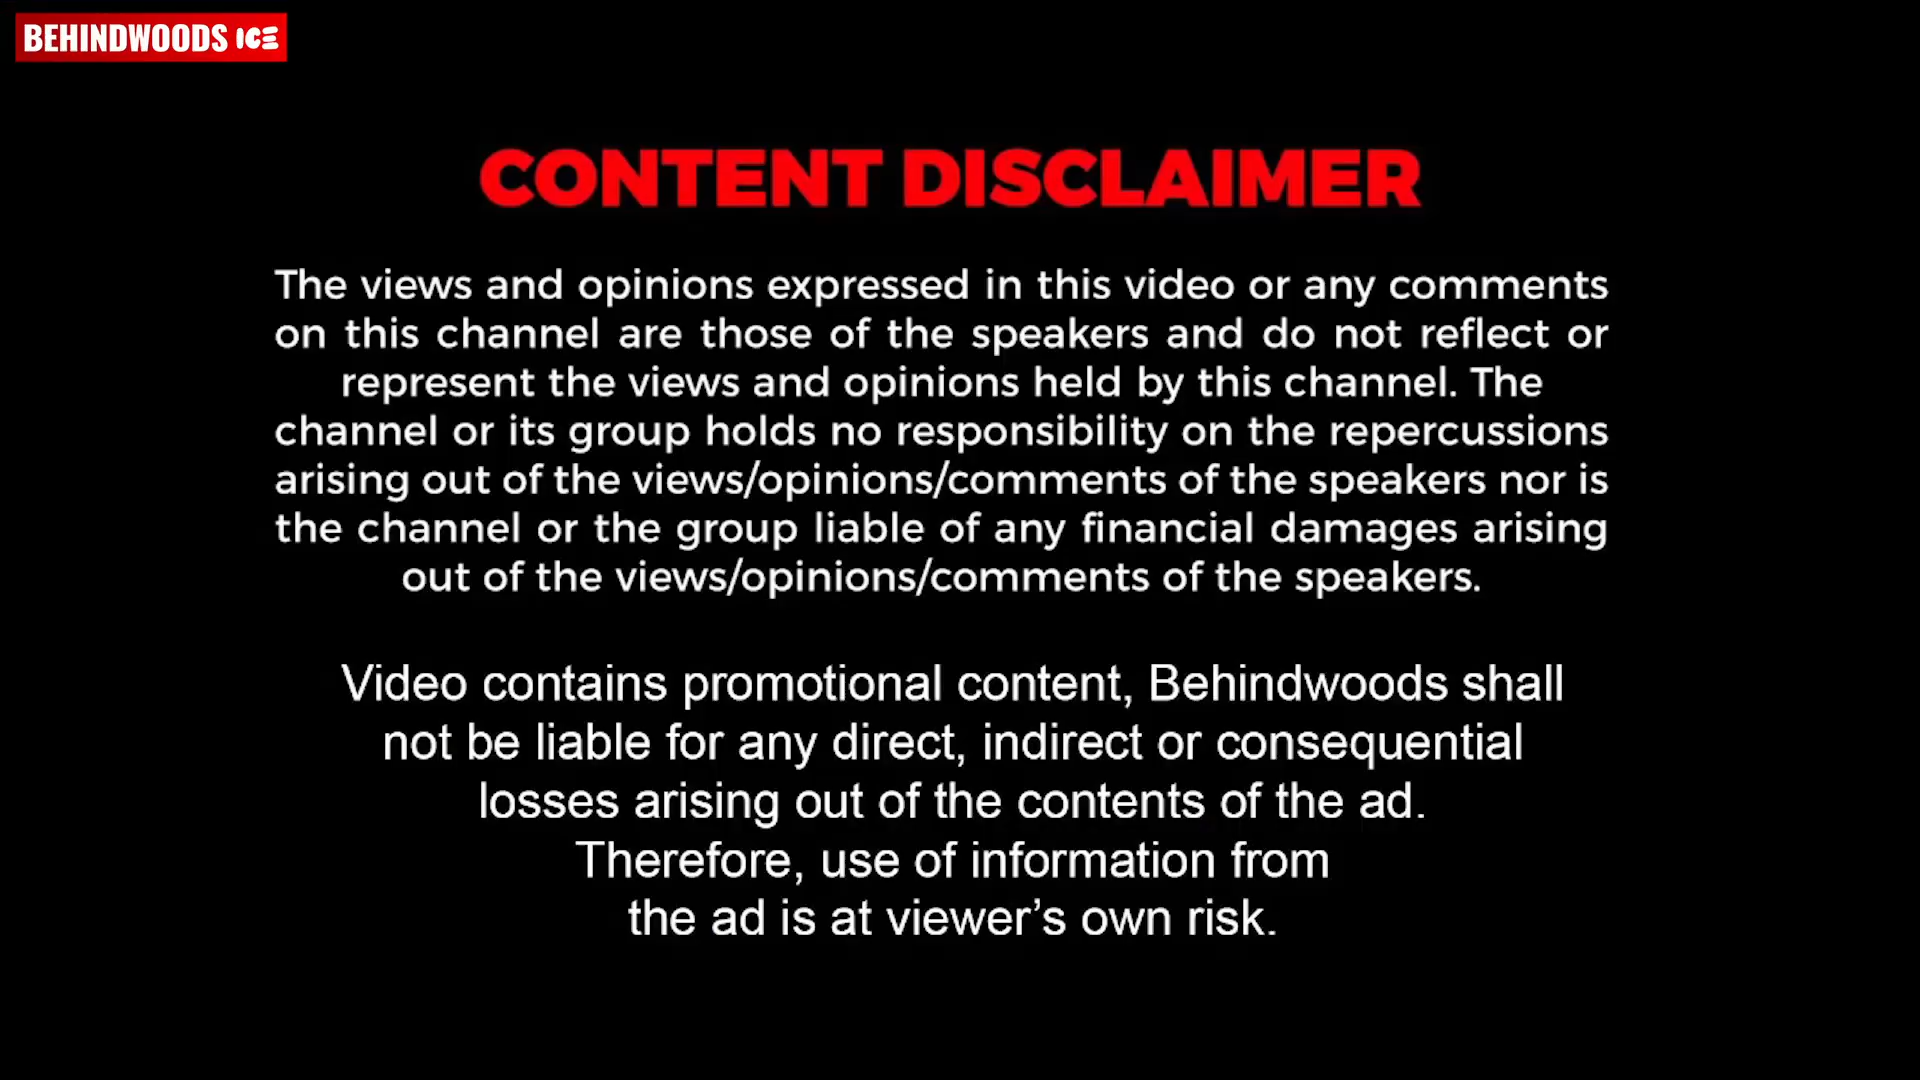 BEHINDWOODS ICE
CONTENT DISCLAIMER
The views and opinions expressed in this video or any comments
on this channel are those of the speakers and do not reflect or
represent the views and opinions held by this channel. The
channel or its group holds no responsibility on the repercussions
arising out of the views/opinions/comments of the speakers nor is
the channel or the group liable of any financial damages arising
out of the views/opinions/comments of the speakers.
Video contains promotional content, Behindwoods shall
not be liable for any direct, indirect or consequential
losses arising out of the contents of the ad.
Therefore, use of information from
the ad is at viewer’s own risk.